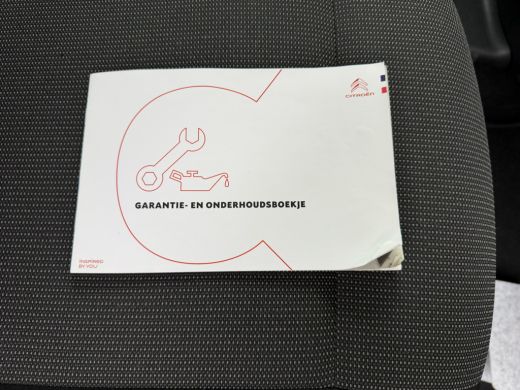 CITROËN
GARANTIE- EN ONDERHOUDSBOEKJE
INSPIRED
BY YOU